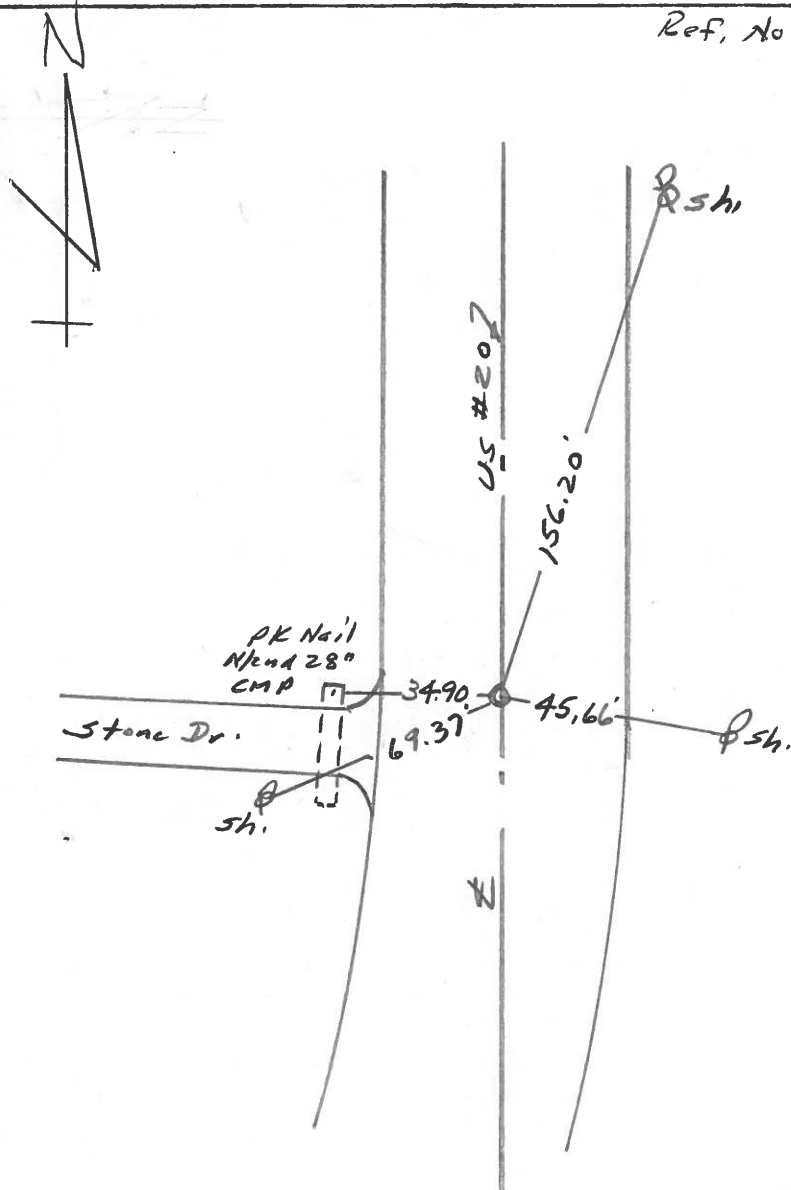 N
Ref. No
sh.
US #20
156.20'
PK Nail
N/end 28"
CMP
34.90
45.66'
Stone Dr.
69.37'
sh.
sh.